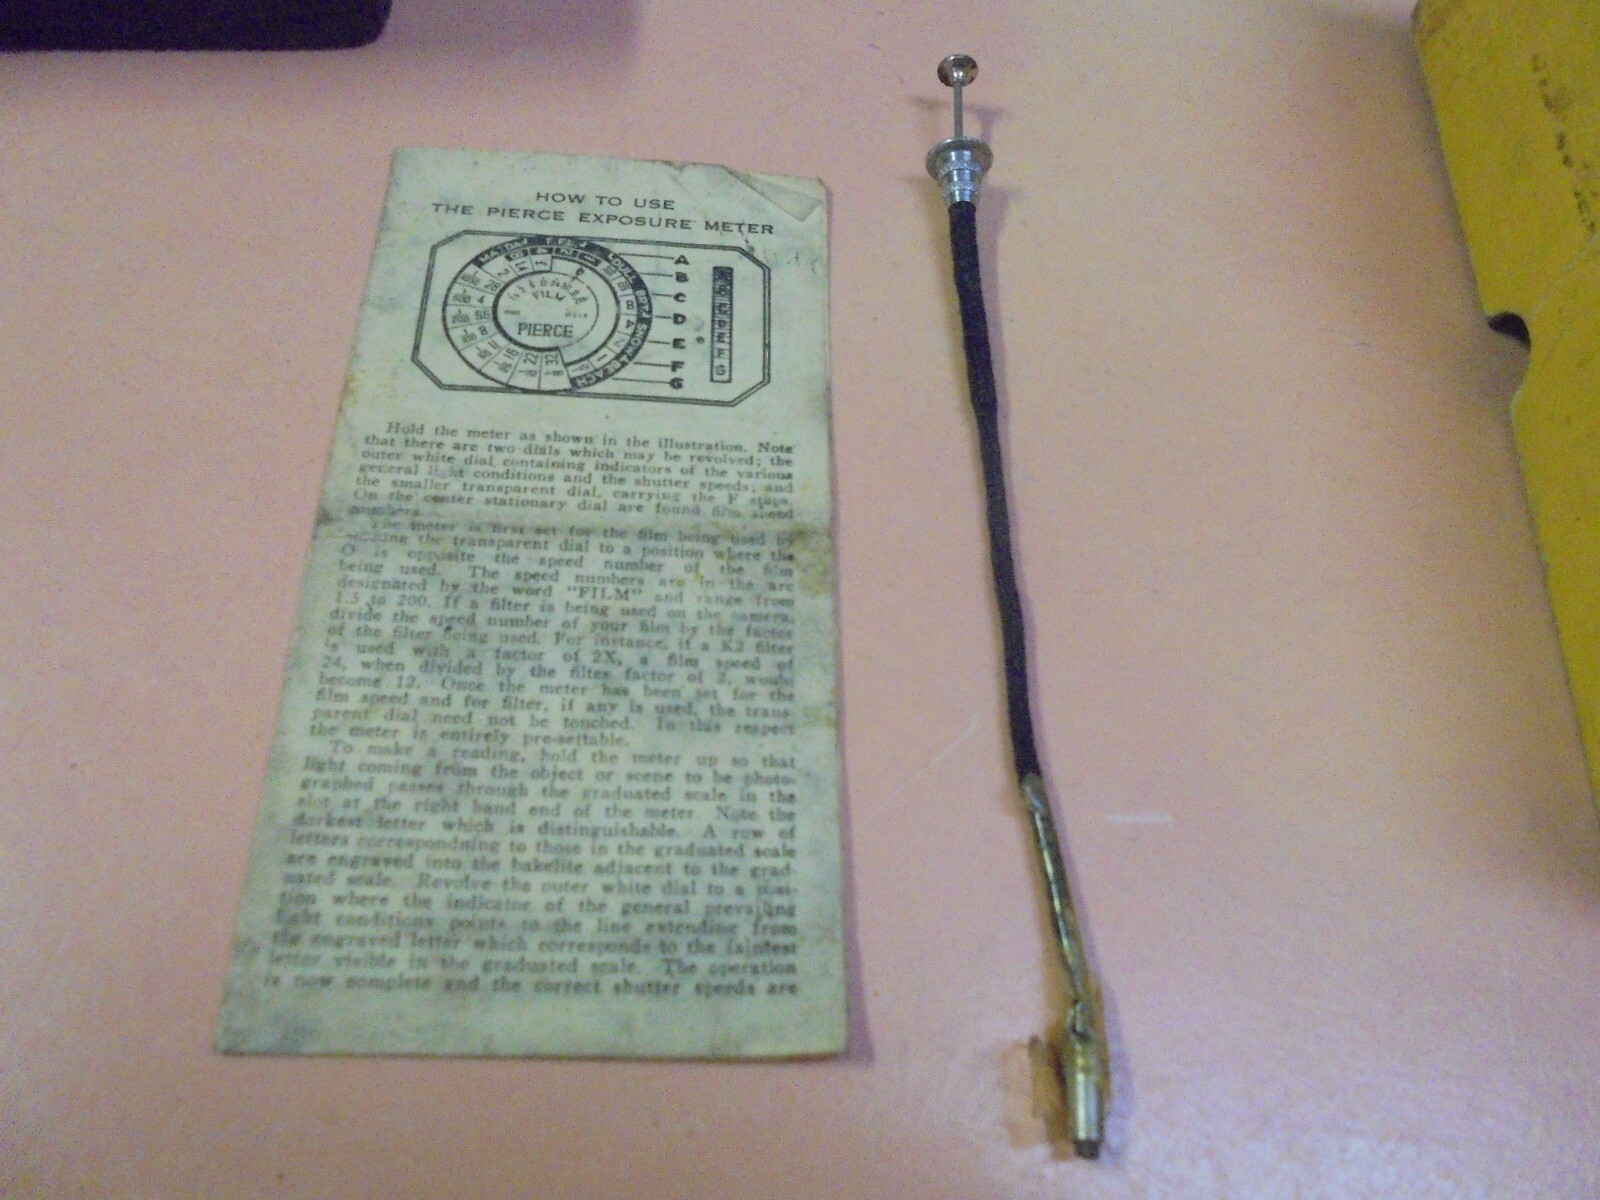 HOW TO USE
THE PIERCE EXPOSURE METER
A
B
C
D
E
F
G
FILM
PIERCE
Hold the meter as shown in the illustration. Note
that there are two dials which may be revolved; the
outer white dial containing indicators of the various
general light conditions and the shutter speeds; and
the smaller transparent dial, carrying the F stops.
On the center stationary dial are found film speed
numbers.
The meter is first set for the film being used by
the transparent dial to a position where the
O is opposite the speed number of the film
being used. The speed numbers are in the arc
designated by the word "FILM" and range from
1.5 to 200. If a filter is being used on the camera,
divide the speed number of your film by the factor
of the filter being used. For instance, if a K2 filter
is used with a factor of 2X, a film speed of
24, when divided by the filter factor of 2, would
become 12. Once the meter has been set for the
film speed and for filter, if any is used, the trans-
parent dial need not be touched. In this respect
the meter is entirely pre-settable.
To make a reading, hold the meter up so that
light coming from the object or scene to be photo-
graphed passes through the graduated scale in the
slot at the right hand end of the meter. Note the
darkest letter which is distinguishable. A row of
letters correspondning to those in the graduated scale
are engraved into the bakelite adjacent to the grad-
uated scale. Revolve the outer white dial to a posi-
tion where the indicator of the general prevailing
light conditions points to the line extending from
the engraved letter which corresponds to the faintest
letter visible in the graduated scale. The operation
is now complete and the correct shutter speeds are